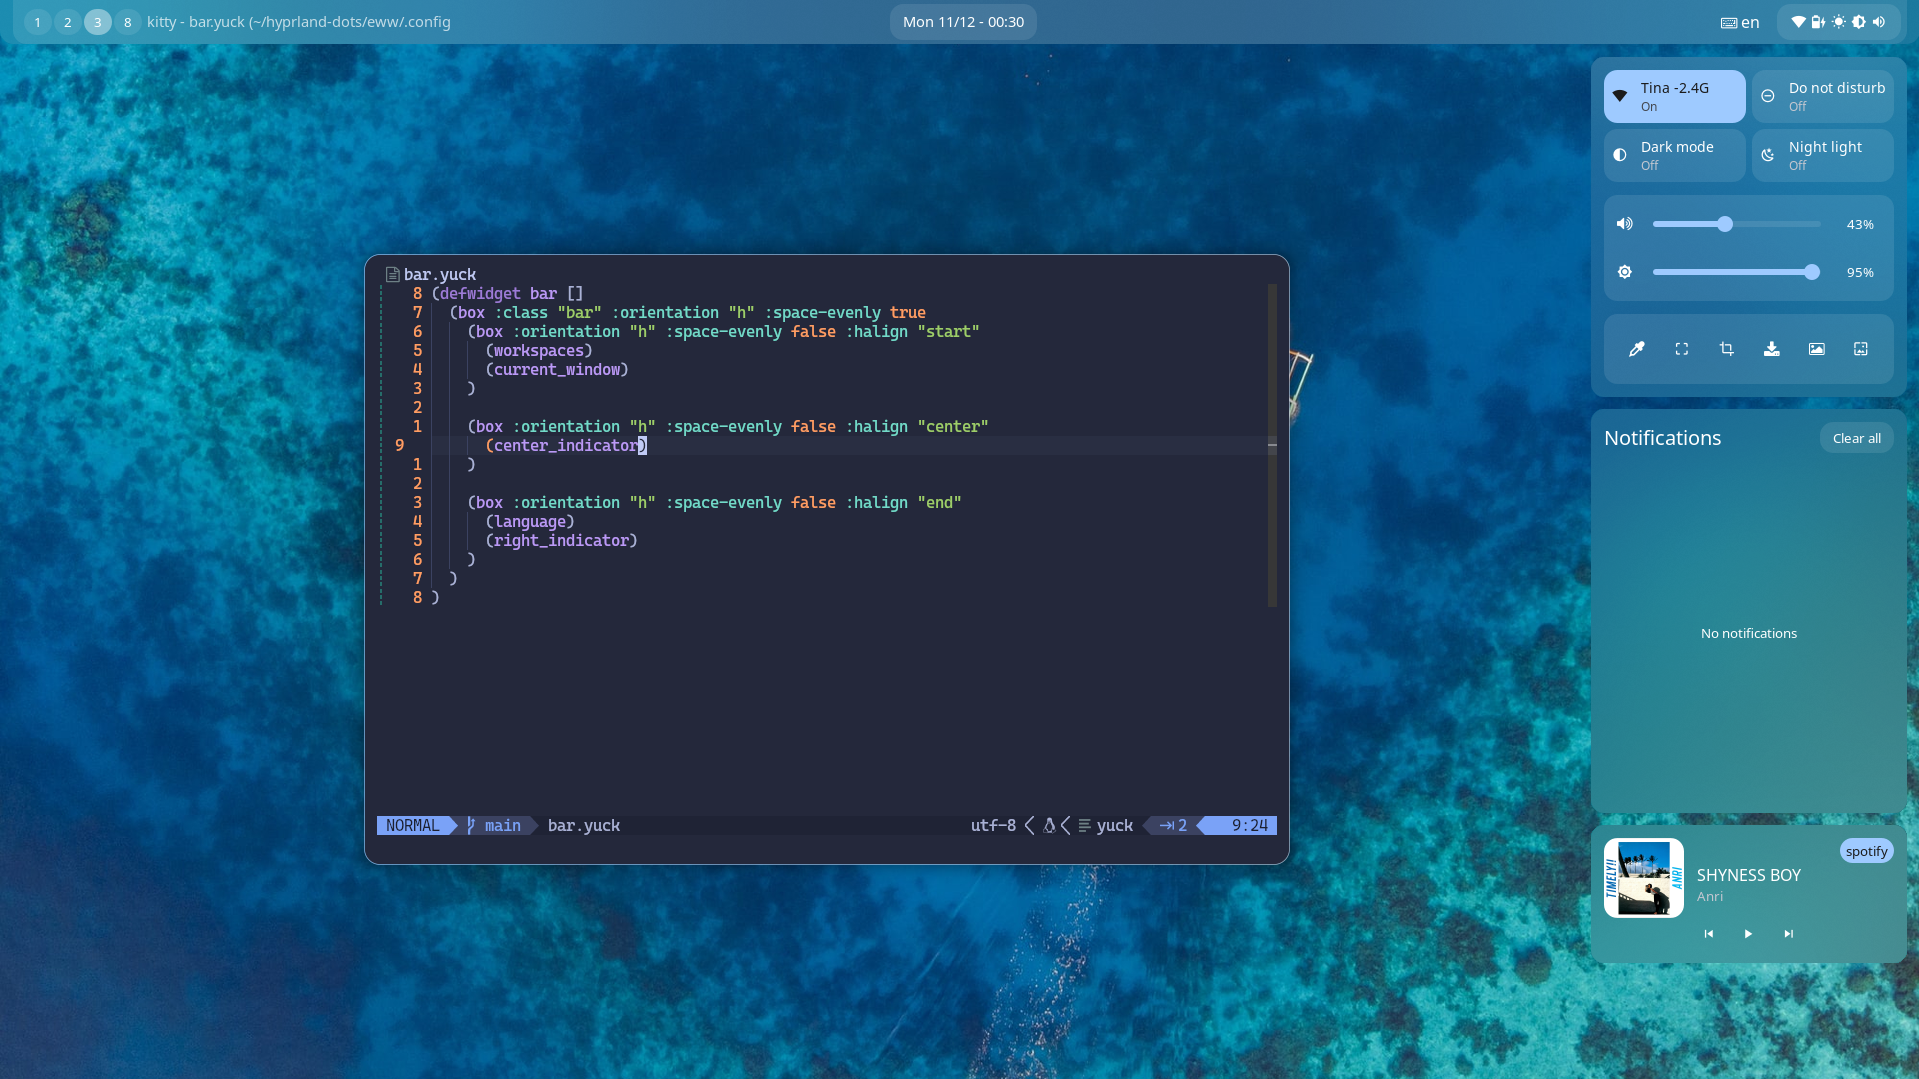 1 2 3 8 kitty - bar.yuck (~/hyprland-dots/eww/.config
Mon 11/12 - 00:30
en
bar.yuck
8 (defwidget bar []
7 (box :class "bar" :orientation "h" :space-evenly true
6 (box :orientation "h" :space-evenly false :halign "start"
5 (workspaces)
4 (current_window)
3 )
2
1 (box :orientation "h" :space-evenly false :halign "center"
9 (center_indicator)
1 )
2
3 (box :orientation "h" :space-evenly false :halign "end"
4 (language)
5 (right_indicator)
6 )
7 )
8 )
NORMAL main bar.yuck utf-8 yuck 2 9:24
Tina -2.4G
On
Do not disturb
Off
Dark mode
Off
Night light
Off
43%
95%
Notifications
Clear all
No notifications
TIMELY!!
ANRI
spotify
SHYNESS BOY
Anri